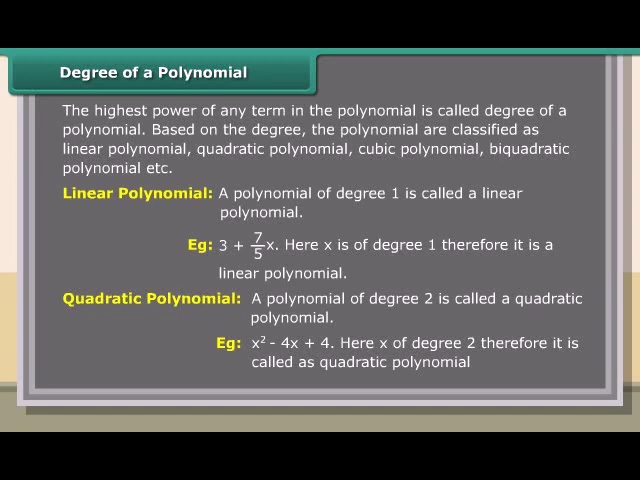 Degree of a Polynomial
The highest power of any term in the polynomial is called degree of a
polynomial. Based on the degree, the polynomial are classified as
linear polynomial, quadratic polynomial, cubic polynomial, biquadratic
polynomial etc.
Linear Polynomial: A polynomial of degree 1 is called a linear
polynomial.
Eg: 3 + 7/5 x. Here x is of degree 1 therefore it is a
linear polynomial.
Quadratic Polynomial: A polynomial of degree 2 is called a quadratic
polynomial.
Eg: x² - 4x + 4. Here x of degree 2 therefore it is
called as quadratic polynomial